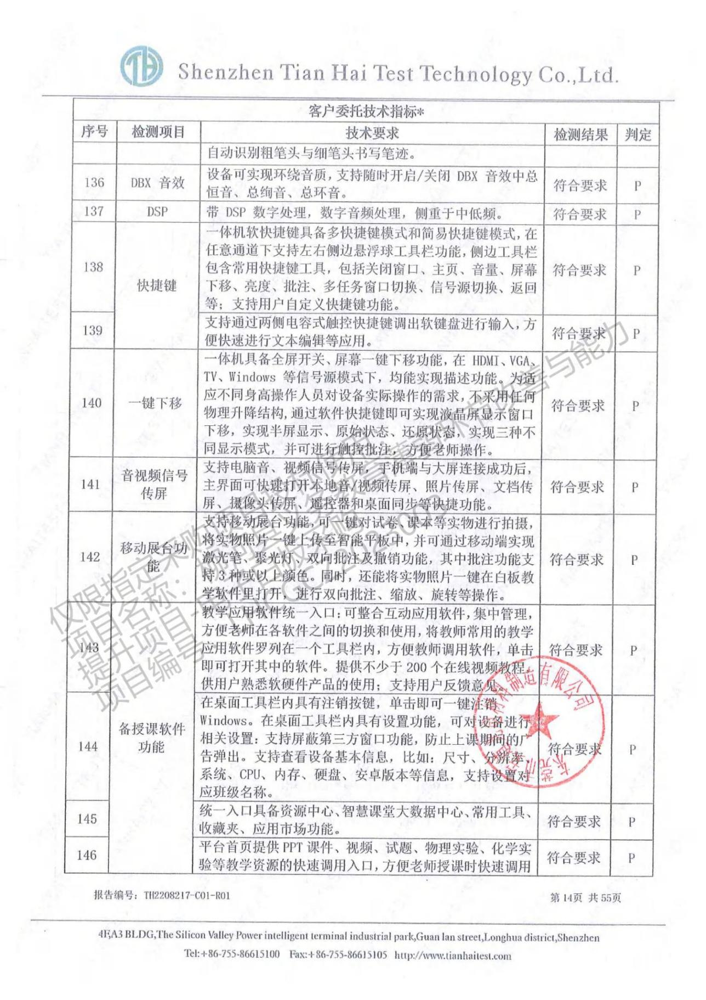 TH
Shenzhen Tian Hai Test Technology Co.,Ltd.
客户委托技术指标*
序号 检测项目 技术要求 检测结果 判定
自动识别粗笔头与细笔头书写笔迹。
136 DBX 音效 设备可实现环绕音质，支持随时开启/关闭 DBX 音效中总
恒音、总绚音、总环音。 符合要求 P
137 DSP 带 DSP 数字处理，数字音频处理，侧重于中低频。 符合要求 P
一体机软快捷键具备多快捷键模式和简易快捷键模式，在
任意通道下支持左右侧边悬浮球工具栏功能，侧边工具栏
138 包含常用快捷键工具，包括关闭窗口、主页、音量、屏幕 符合要求 P
快捷键 下移、亮度、批注、多任务窗口切换、信号源切换、返回
等；支持用户自定义快捷键功能。
139 支持通过两侧电容式触控快捷键调出软键盘进行输入，方
便快速进行文本编辑等应用。 符合要求 P
一体机具备全屏开关、屏幕一键下移功能，在 HDMI、VGA、
TV、Windows 等信号源模式下，均能实现描述功能。为适
应不同身高操作人员对设备实际操作的需求，不采用任何
140 一键下移 物理升降结构，通过软件快捷键即可实现液晶屏显示窗口 符合要求 P
下移，实现半屏显示、原始状态、还原状态，实现三种不
同显示模式，并可进行触控批注，方便老师操作。
音视频信号 支持电脑音、视频信号传屏，手机端与大屏连接成功后，
141 传屏 主界面可快速打开本地音/视频传屏、照片传屏、文档传 符合要求 P
屏、摄像头传屏、遥控器和桌面同步等快捷功能。
支持移动展台功能，可一键对试卷、课本等实物进行拍摄，
移动展台功 将实物照片一键上传至智能平板中，并可通过移动端实现
142 能 激光笔、聚光灯、双向批注及撤销功能，其中批注功能支 符合要求 P
持 3 种或以上颜色。同时，还能将实物照片一键在白板教
学软件里打开，进行双向批注、缩放、旋转等操作。
教学应用软件统一入口：可整合互动应用软件，集中管理，
方便老师在各软件之间的切换和使用，将教师常用的教学
143 应用软件罗列在一个工具栏内，方便教师调用软件，单击 符合要求 P
即可打开其中的软件。提供不少于 200 个在线视频教程，
供用户熟悉软硬件产品的使用；支持用户反馈意见。
在桌面工具栏内具有注销按键，单击即可一键注销
备授课软件 Windows。在桌面工具栏内具有设置功能，可对设备进行
功能 相关设置：支持屏蔽第三方窗口功能，防止上课期间的广
144 告弹出。支持查看设备基本信息，比如：尺寸、分辨率、 符合要求 P
系统、CPU、内存、硬盘、安卓版本等信息，支持设置对
应班级名称。
145 统一入口具备资源中心、智慧课堂大数据中心、常用工具、
收藏夹、应用市场功能。 符合要求 P
146 平台首页提供 PPT 课件、视频、试题、物理实验、化学实
验等教学资源的快速调用入口，方便老师授课时快速调用 符合要求 P
报告编号：TH2208217-C01-R01 第 14页 共 55页
4F,A3 BLDG,The Silicon Valley Power intelligent terminal industrial park,Guan lan street,Longhua district,Shenzhen
Tel:+86-755-86615100 Fax:+86-755-86615105 http://www.tianhaitest.com